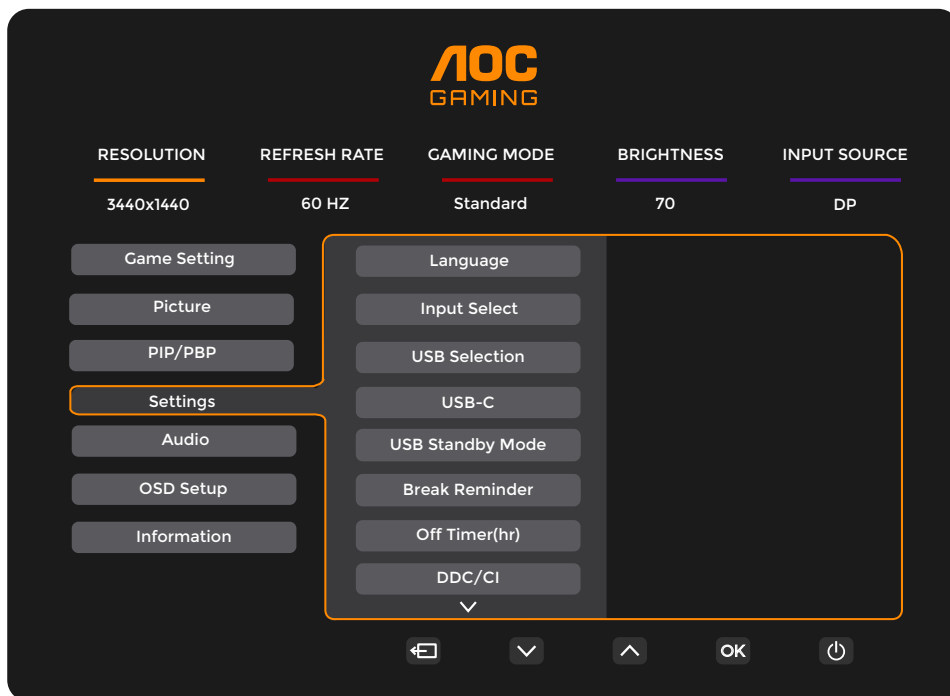 AOC
GAMING
RESOLUTION REFRESH RATE GAMING MODE BRIGHTNESS INPUT SOURCE
3440x1440 60 HZ Standard 70 DP
Game Setting
Picture
PIP/PBP
Settings
Audio
OSD Setup
Information
Language
Input Select
USB Selection
USB-C
USB Standby Mode
Break Reminder
Off Timer(hr)
DDC/CI
OK